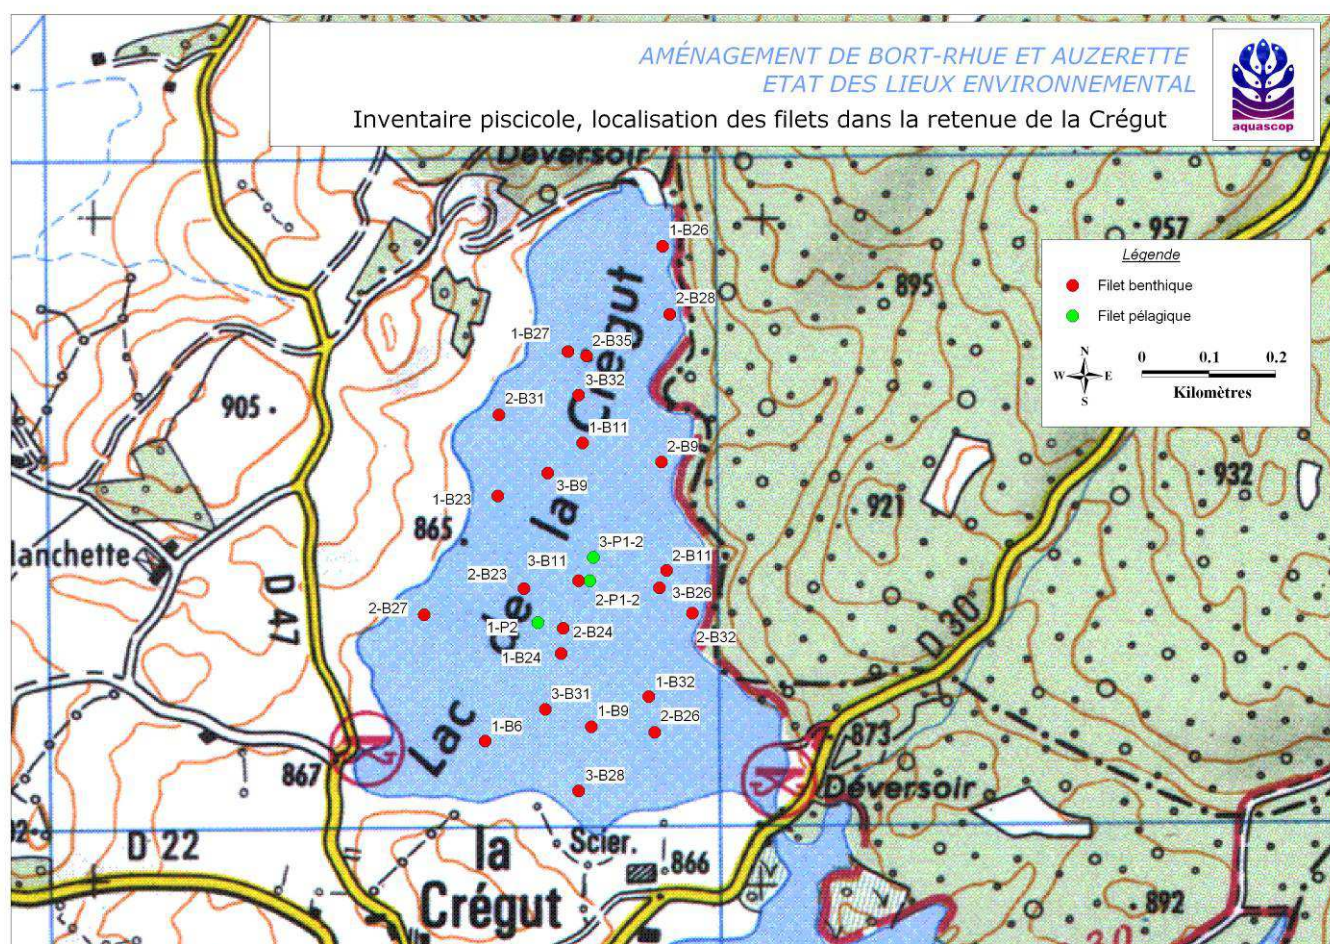 AMÉNAGEMENT DE BORT-RHUE ET AUZERETTE
ETAT DES LIEUX ENVIRONNEMENTAL
Inventaire piscicole, localisation des filets dans la retenue de la Crégut
aquascop
Déversoir
1-B26
957
Légende
Filet benthique
Filet pélagique
N
W E
S
0 0.1 0.2
Kilomètres
895
2-B28
1-B27
2-B35
3-B32
2-B31
905
1-B11
2-B9
3-B9
932
1-B23
921
865
lanchette
3-P1-2
3-B11
2-B11
2-B23
3-B26
2-P1-2
D 47
2-B27
1-P2
2-B24
2-B32
D 30
1-B24
1-B32
3-B31
1-B9
2-B26
1-B6
Lac de la Crégut
873
867
3-B28
Déversoir
D 22
la
Crégut
Scier.
866
892